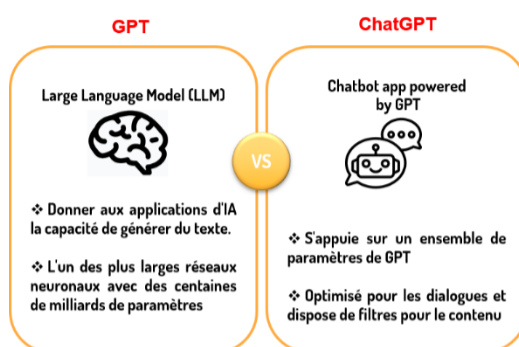 GPT
Large Language Model (LLM)
❖ Donner aux applications d'IA
la capacité de générer du texte.
❖ L'un des plus larges réseaux
neuronaux avec des centaines
de milliards de paramètres
VS
ChatGPT
Chatbot app powered
by GPT
❖ S'appuie sur un ensemble de
paramètres de GPT
❖ Optimisé pour les dialogues et
dispose de filtres pour le contenu